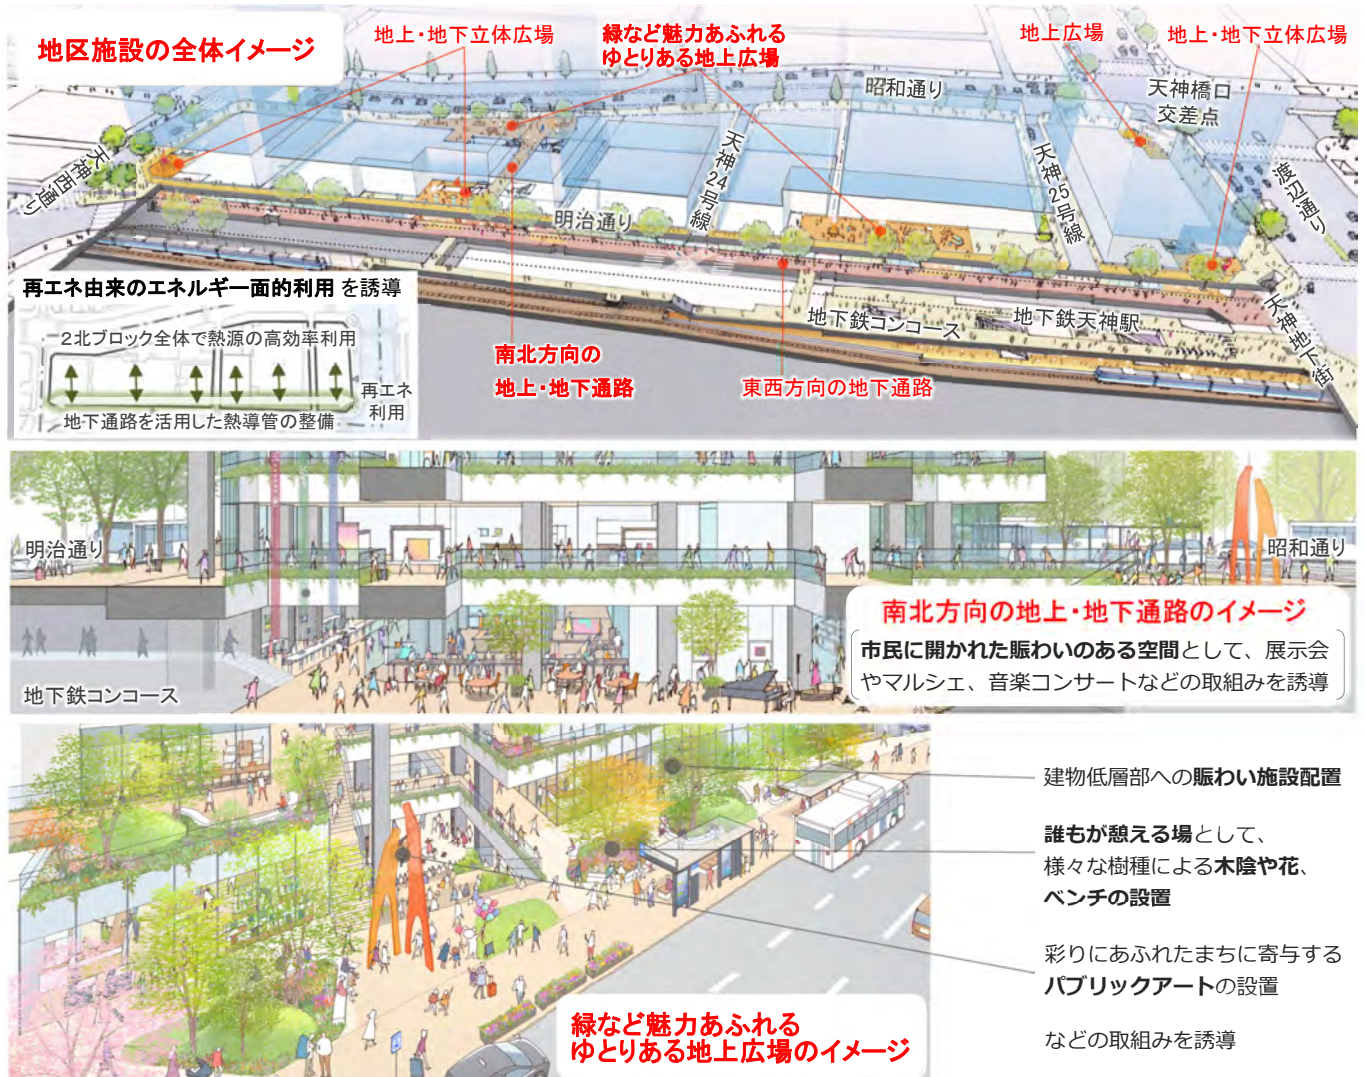 地区施設の全体イメージ
地上・地下立体広場
緑など魅力あふれる
ゆとりある地上広場
地上広場
地上・地下立体広場
昭和通り
天神橋口
交差点
天神西通り
天神24号線
天神25号線
渡辺通り
明治通り
再エネ由来のエネルギー面的利用 を誘導
2北ブロック全体で熱源の高効率利用
再エネ
利用
地下通路を活用した熱導管の整備
南北方向の
地上・地下通路
地下鉄コンコース
地下鉄天神駅
天神地下街
東西方向の地下通路
明治通り
昭和通り
地下鉄コンコース
南北方向の地上・地下通路のイメージ
市民に開かれた賑わいのある空間として、展示会
やマルシェ、音楽コンサートなどの取組みを誘導
建物低層部への賑わい施設配置
誰もが憩える場として、
様々な樹種による木陰や花、
ベンチの設置
彩りにあふれたまちに寄与する
パブリックアートの設置
などの取組みを誘導
緑など魅力あふれる
ゆとりある地上広場のイメージ